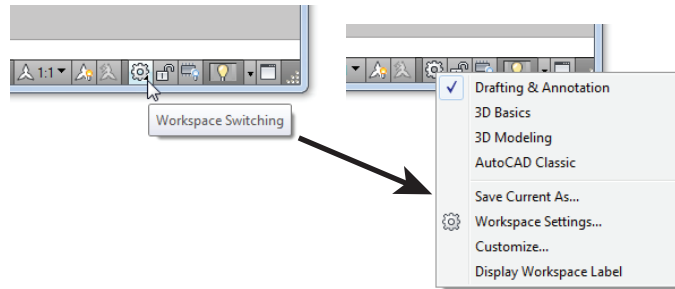 1:1
Workspace Switching
Drafting & Annotation
3D Basics
3D Modeling
AutoCAD Classic
Save Current As...
Workspace Settings...
Customize...
Display Workspace Label